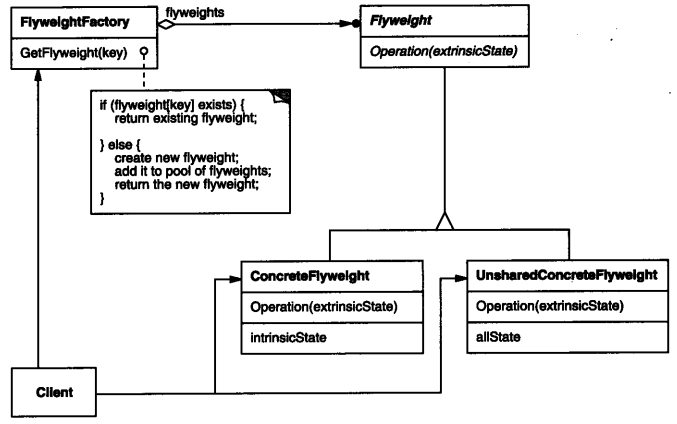 FlyweightFactory
GetFlyweight(key)
flyweights
Flyweight
Operation(extrinsicState)
if (flyweight[key] exists) {
return existing flyweight;
} else {
create new flyweight;
add it to pool of flyweights;
return the new flyweight;
}
ConcreteFlyweight
Operation(extrinsicState)
intrinsicState
UnsharedConcreteFlyweight
Operation(extrinsicState)
allState
Client